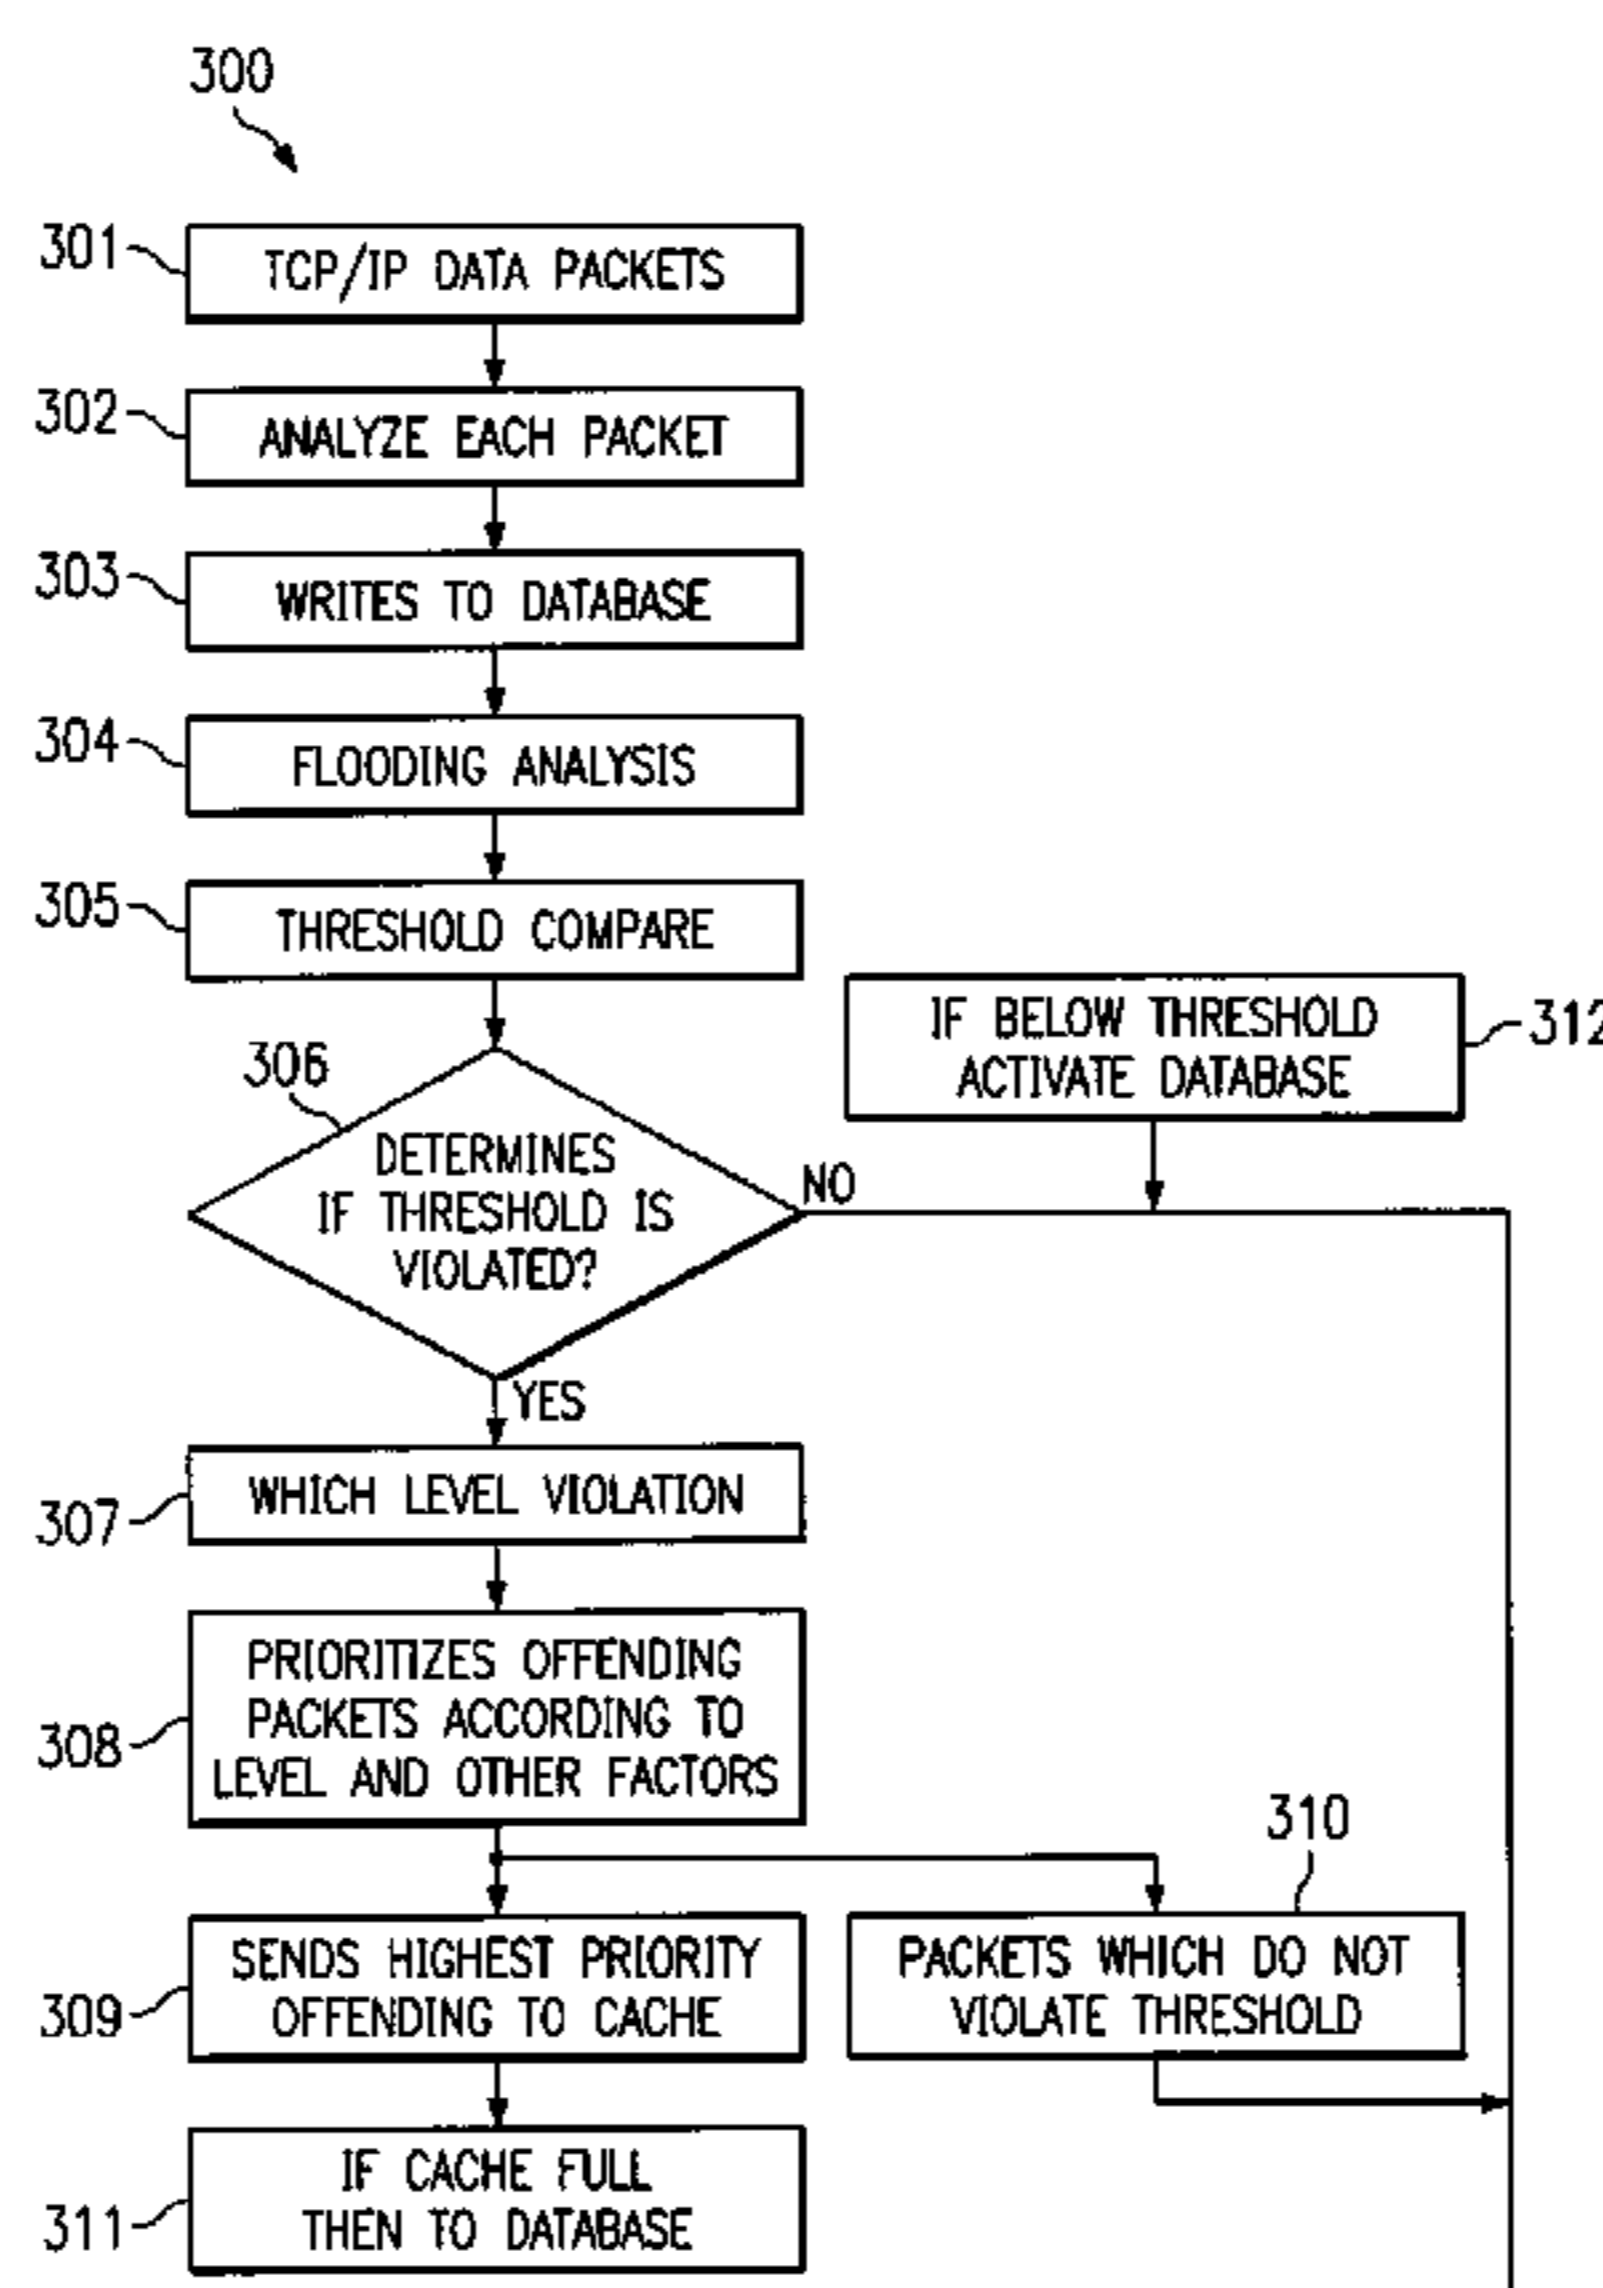 300
301
TCP/IP DATA PACKETS
302
ANALYZE EACH PACKET
303
WRITES TO DATABASE
304
FLOODING ANALYSIS
305
THRESHOLD COMPARE
IF BELOW THRESHOLD
ACTIVATE DATABASE
312
306
DETERMINES
IF THRESHOLD IS
VIOLATED?
NO
YES
307
WHICH LEVEL VIOLATION
308
PRIORITIZES OFFENDING
PACKETS ACCORDING TO
LEVEL AND OTHER FACTORS
310
309
SENDS HIGHEST PRIORITY
OFFENDING TO CACHE
PACKETS WHICH DO NOT
VIOLATE THRESHOLD
311
IF CACHE FULL
THEN TO DATABASE